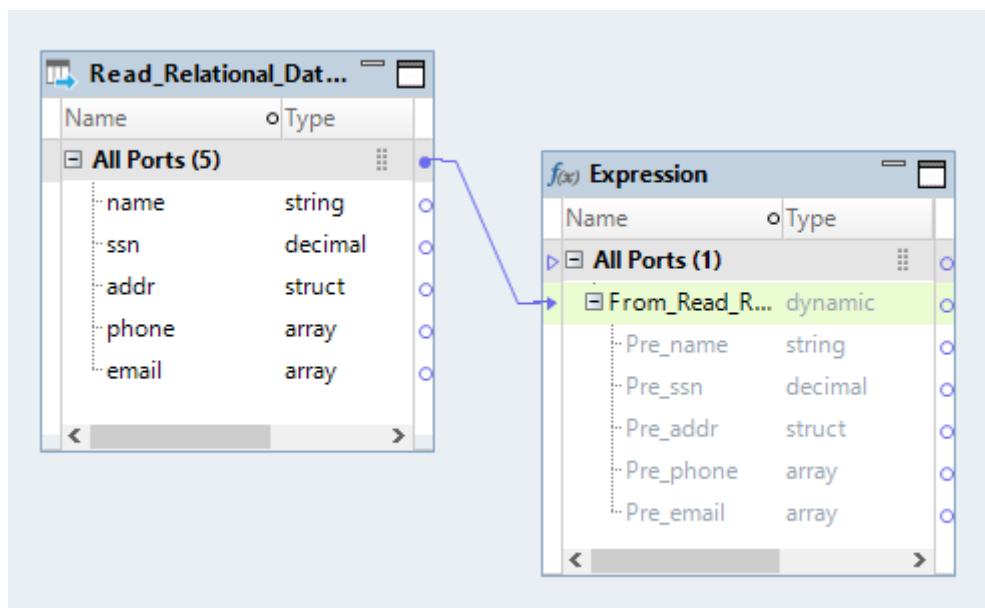 Read_Relational_Dat...
Name Type
All Ports (5)
name string
ssn decimal
addr struct
phone array
email array
f(x) Expression
Name Type
All Ports (1)
From_Read_R... dynamic
Pre_name string
Pre_ssn decimal
Pre_addr struct
Pre_phone array
Pre_email array